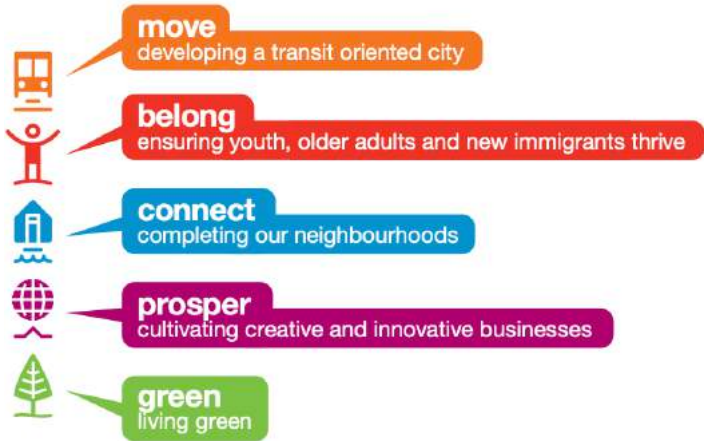 move
developing a transit oriented city
belong
ensuring youth, older adults and new immigrants thrive
connect
completing our neighbourhoods
prosper
cultivating creative and innovative businesses
green
living green